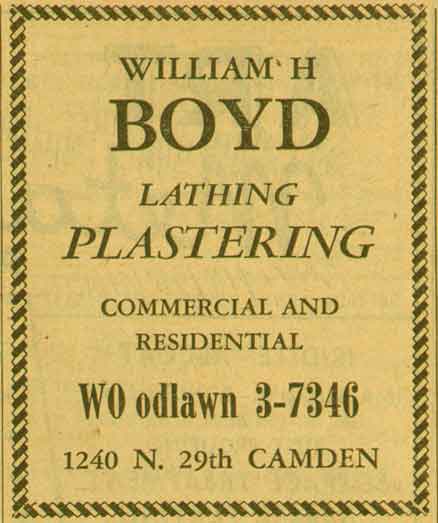 WILLIAM H
BOYD
LATHING
PLASTERING
COMMERCIAL AND
RESIDENTIAL
WO odlawn 3-7346
1240 N. 29th CAMDEN